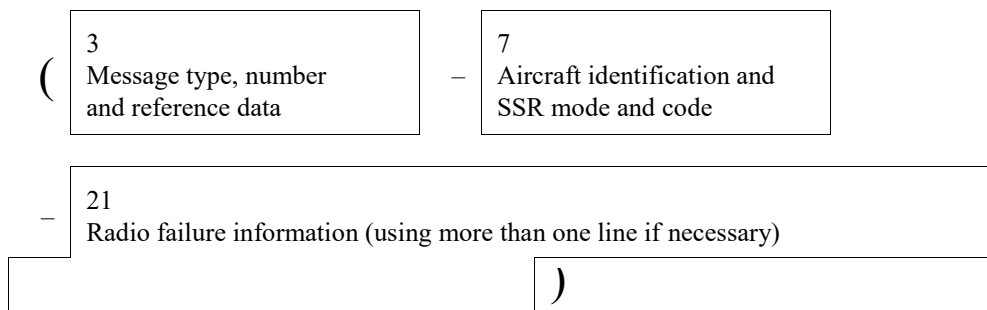 (
3
Message type, number
and reference data
–
7
Aircraft identification and
SSR mode and code
–
21
Radio failure information (using more than one line if necessary)
)